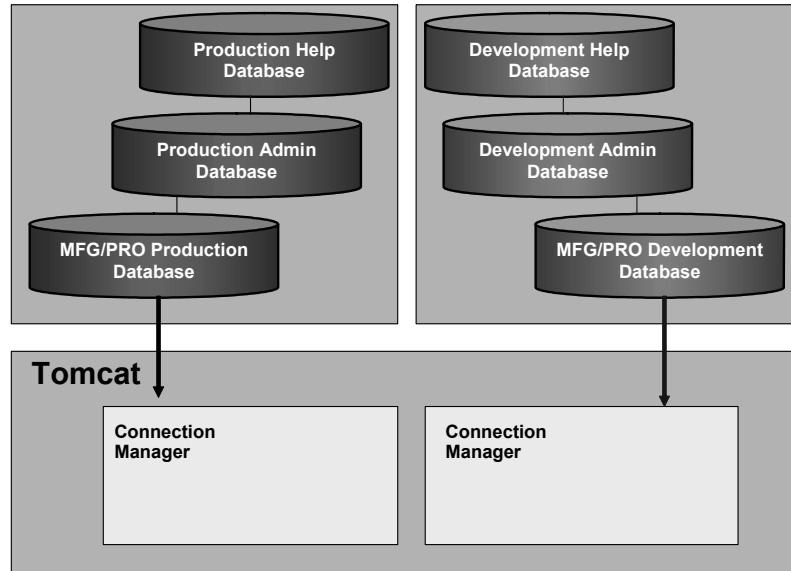 Production Help
Database
Production Admin
Database
MFG/PRO Production
Database
Development Help
Database
Development Admin
Database
MFG/PRO Development
Database
Tomcat
Connection
Manager
Connection
Manager